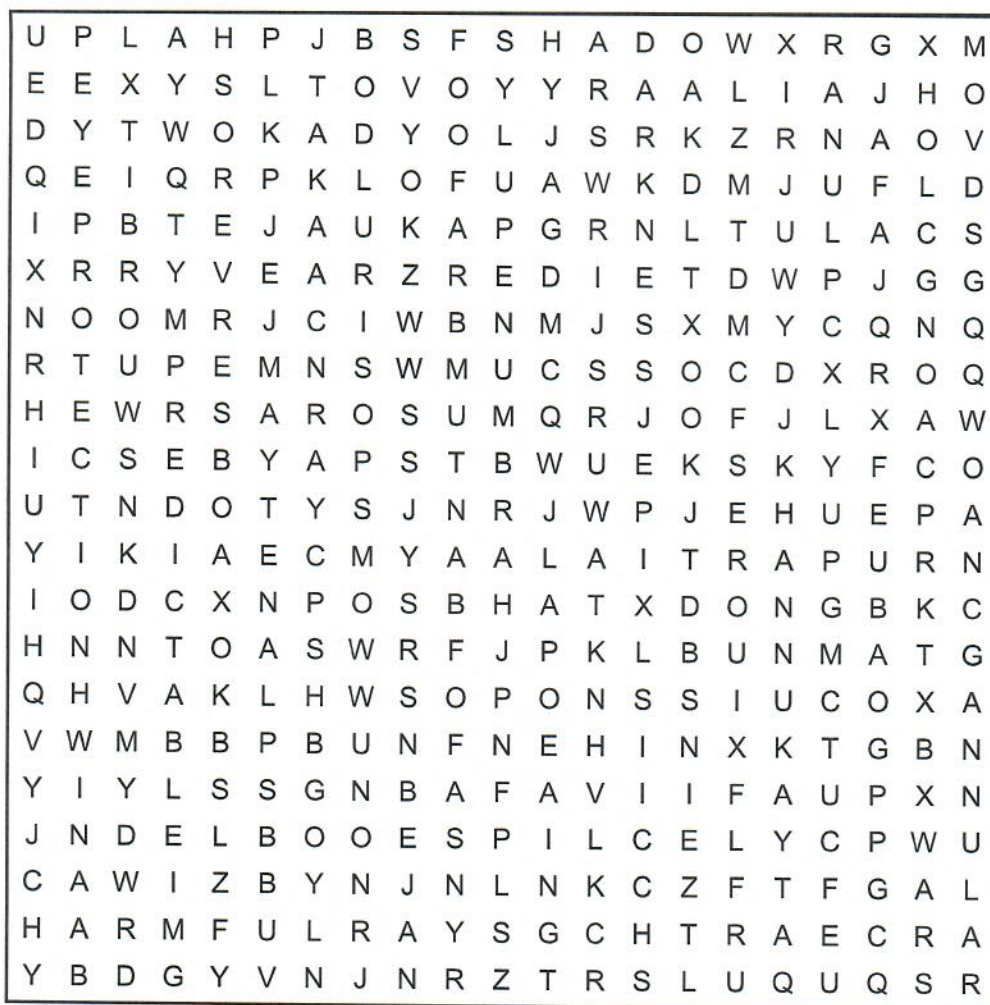 U P L A H P J B S F S H A D O W X R G X M
E E X Y S L T O V O Y Y R A A L I A J H O
D Y T W O K A D Y O L J S R K Z R N A O V
Q E I Q R P K L O F U A W K D M J U F L D
I P B T E J A U K A P G R N L T U L A C S
X R R Y V E A R Z R E D I E T D W P J G G
N O O M R J C I W B N M J S X M Y C Q N Q
R T U P E M N S W M U C S S O C D X R O Q
H E W R S A R O S U M Q R J O F J L X A W
I C S E B Y A P S T B W U E K S K Y F C O
U T N D O T Y S J N R J W P J E H U E P A
Y I K I A E C M Y A A L A I T R A P U R N
I O D C X N P O S B H A T X D O N G B K C
H N N T O A S W R F J P K L B U N M A T G
Q H V A K L H W S O P O N S S I U C O X A
V W M B B P B U N F N E H I N X K T G B N
Y I Y L S S G N B A F A V I I F A U P X N
J N D E L B O O E S P I L C E L Y C P W U
C A W I Z B Y N J N L N K C Z F T F G A L
H A R M F U L R A Y S G C H T R A E C R A
Y B D G Y V N J N R Z T R S L U Q U Q S R